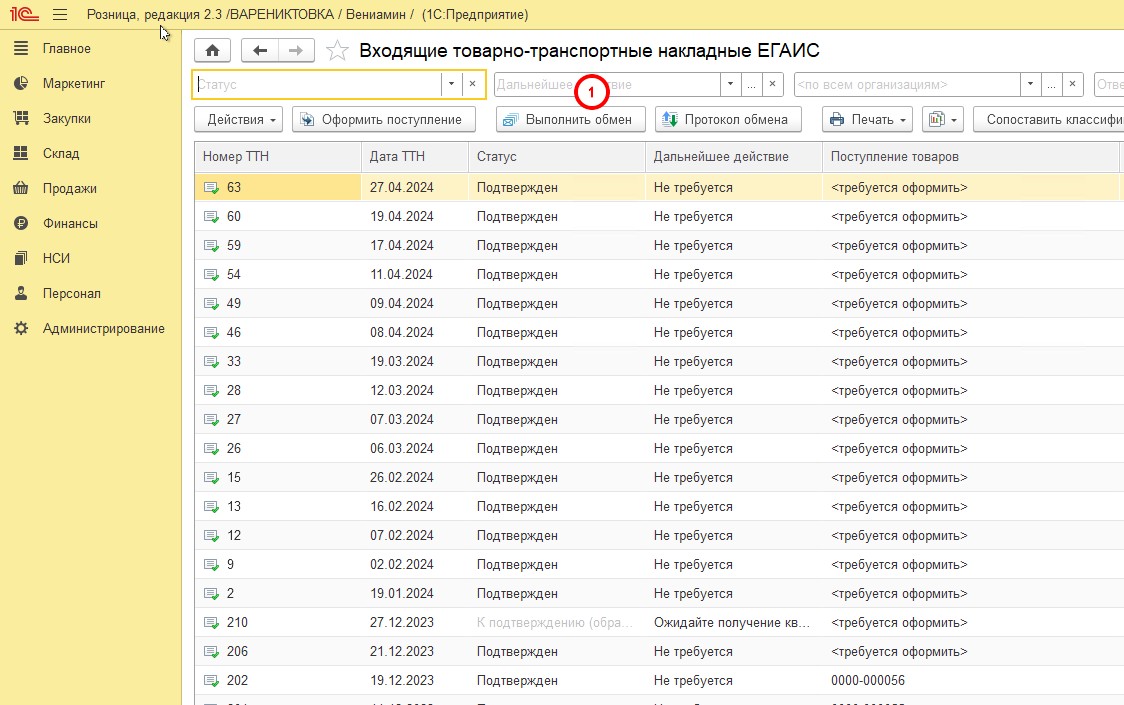 1С Розница, редакция 2.3 /ВАРЕНИКТОВКА / Вениамин / (1С:Предприятие)
Главное
Маркетинг
Закупки
Склад
Продажи
Финансы
НСИ
Персонал
Администрирование
Входящие товарно-транспортные накладные ЕГАИС
Статус Дальнейшее <по всем организациям>
1
Действия Оформить поступление Выполнить обмен Протокол обмена Печать
Номер ТТН Дата ТТН Статус Дальнейшее действие Поступление товаров
63 27.04.2024 Подтвержден Не требуется <требуется оформить>
60 19.04.2024 Подтвержден Не требуется <требуется оформить>
59 17.04.2024 Подтвержден Не требуется <требуется оформить>
54 11.04.2024 Подтвержден Не требуется <требуется оформить>
49 09.04.2024 Подтвержден Не требуется <требуется оформить>
46 08.04.2024 Подтвержден Не требуется <требуется оформить>
33 19.03.2024 Подтвержден Не требуется <требуется оформить>
28 12.03.2024 Подтвержден Не требуется <требуется оформить>
27 07.03.2024 Подтвержден Не требуется <требуется оформить>
26 06.03.2024 Подтвержден Не требуется <требуется оформить>
15 26.02.2024 Подтвержден Не требуется <требуется оформить>
13 16.02.2024 Подтвержден Не требуется <требуется оформить>
12 07.02.2024 Подтвержден Не требуется <требуется оформить>
9 02.02.2024 Подтвержден Не требуется <требуется оформить>
2 19.01.2024 Подтвержден Не требуется <требуется оформить>
210 27.12.2023 К подтверждению (обра... Ожидайте получение кв... <требуется оформить>
206 21.12.2023 Подтвержден Не требуется <требуется оформить>
202 19.12.2023 Подтвержден Не требуется 0000-000056